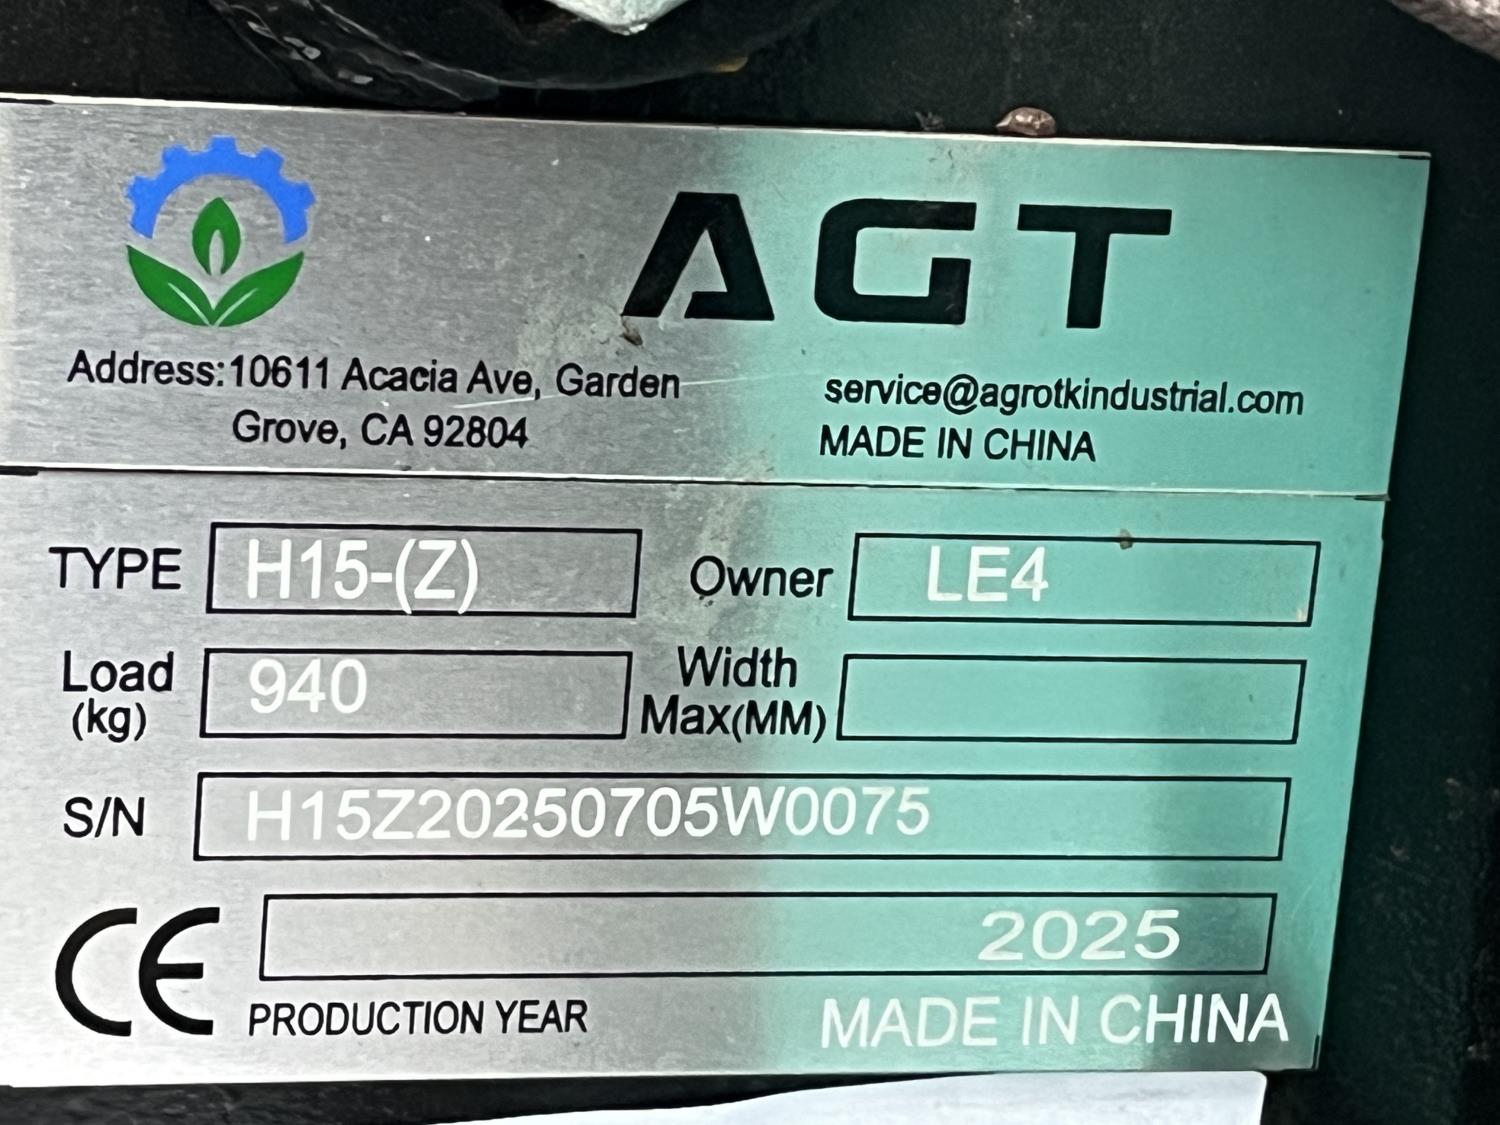 AGT
Address:10611 Acacia Ave, Garden
Grove, CA 92804
service@agrotkindustrial.com
MADE IN CHINA
TYPE H15-(Z) Owner LE4
Load (kg) 940 Width Max(MM)
S/N H15Z20250705W0075
CE 2025
PRODUCTION YEAR MADE IN CHINA